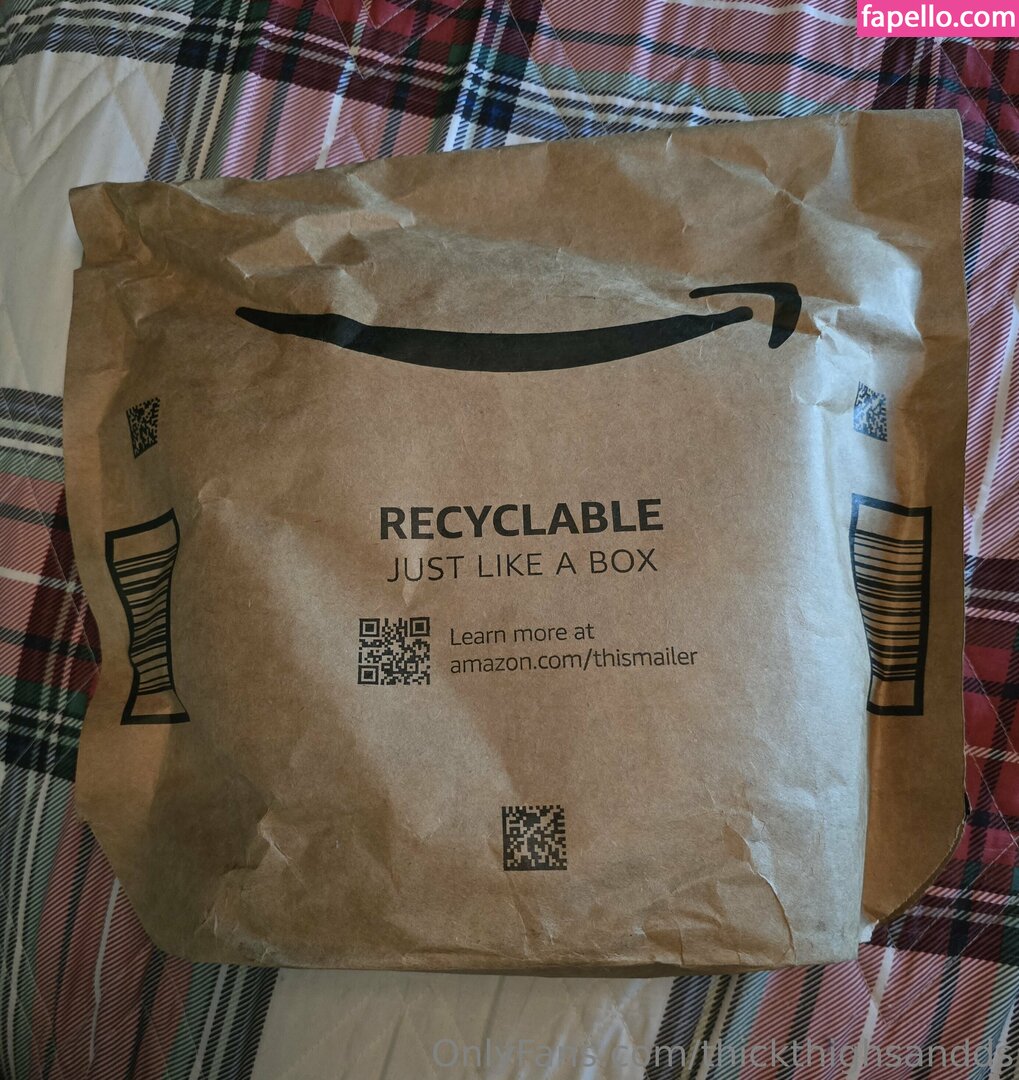 fapello.com
RECYCLABLE
JUST LIKE A BOX
Learn more at
amazon.com/thismailer
OnlyFans.com/thickthighsandds